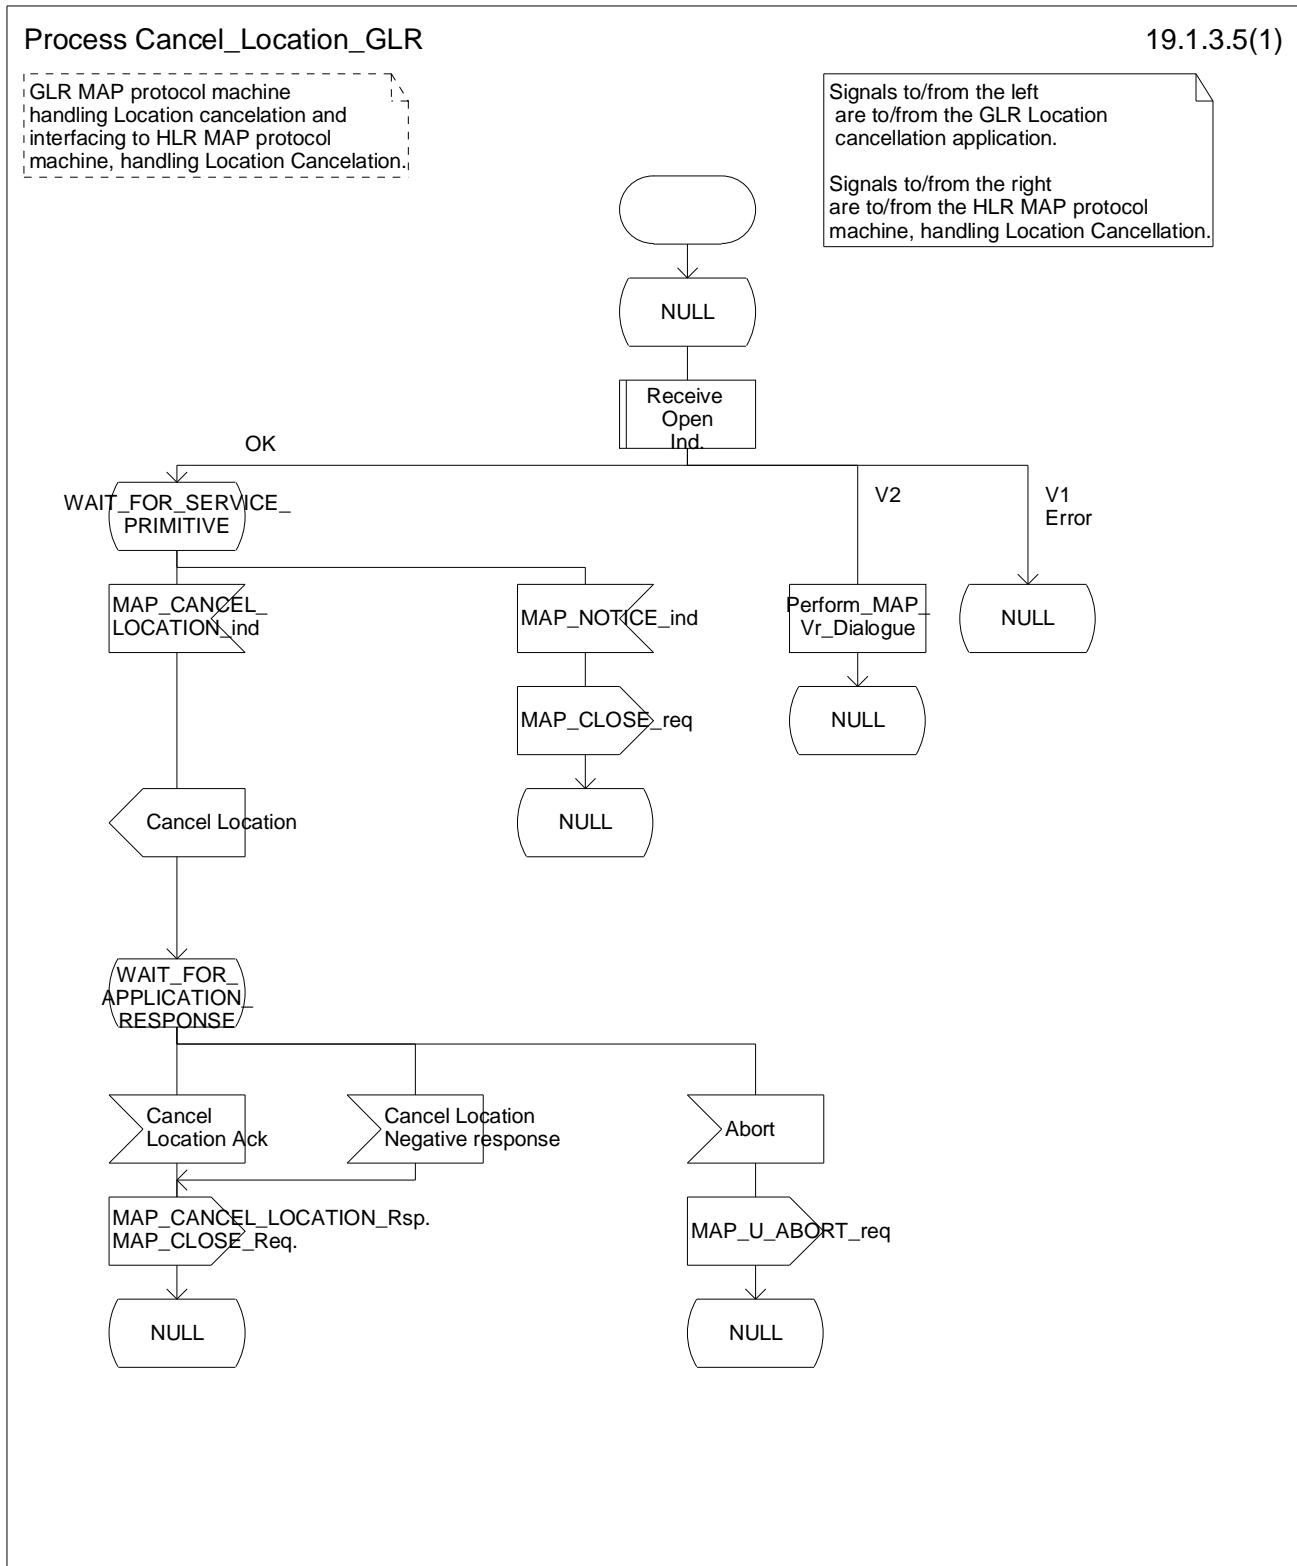 Process Cancel_Location_GLR
19.1.3.5(1)
GLR MAP protocol machine
handling Location cancelation and
interfacing to HLR MAP protocol
machine, handling Location Cancelation.
Signals to/from the left
are to/from the GLR Location
cancellation application.
Signals to/from the right
are to/from the HLR MAP protocol
machine, handling Location Cancellation.
NULL
Receive
Open
Ind.
OK
V2
V1
Error
WAIT_FOR_SERVICE_
PRIMITIVE
MAP_CANCEL_
LOCATION_ind
MAP_NOTICE_ind
Perform_MAP_
Vr_Dialogue
NULL
MAP_CLOSE_req
NULL
Cancel Location
NULL
WAIT_FOR_
APPLICATION_
RESPONSE
Cancel
Location Ack
Cancel Location
Negative response
Abort
MAP_CANCEL_LOCATION_Rsp.
MAP_CLOSE_Req.
MAP_U_ABORT_req
NULL
NULL